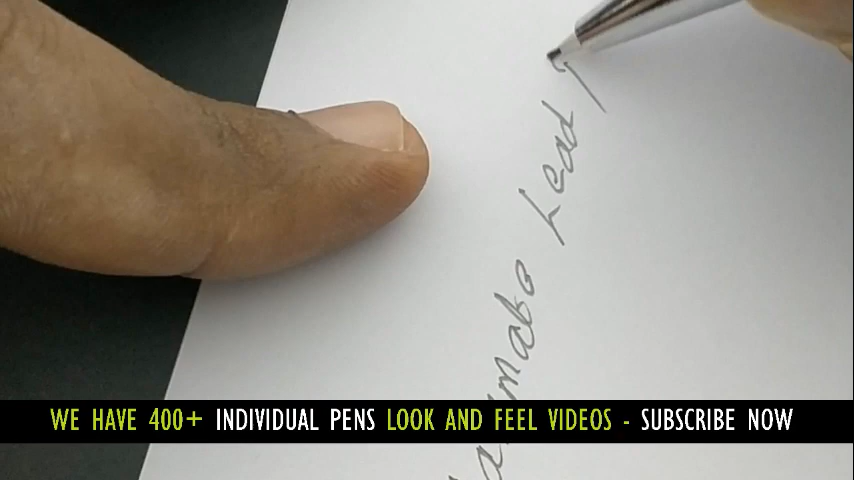 Lead
WE HAVE 400+ INDIVIDUAL PENS LOOK AND FEEL VIDEOS - SUBSCRIBE NOW